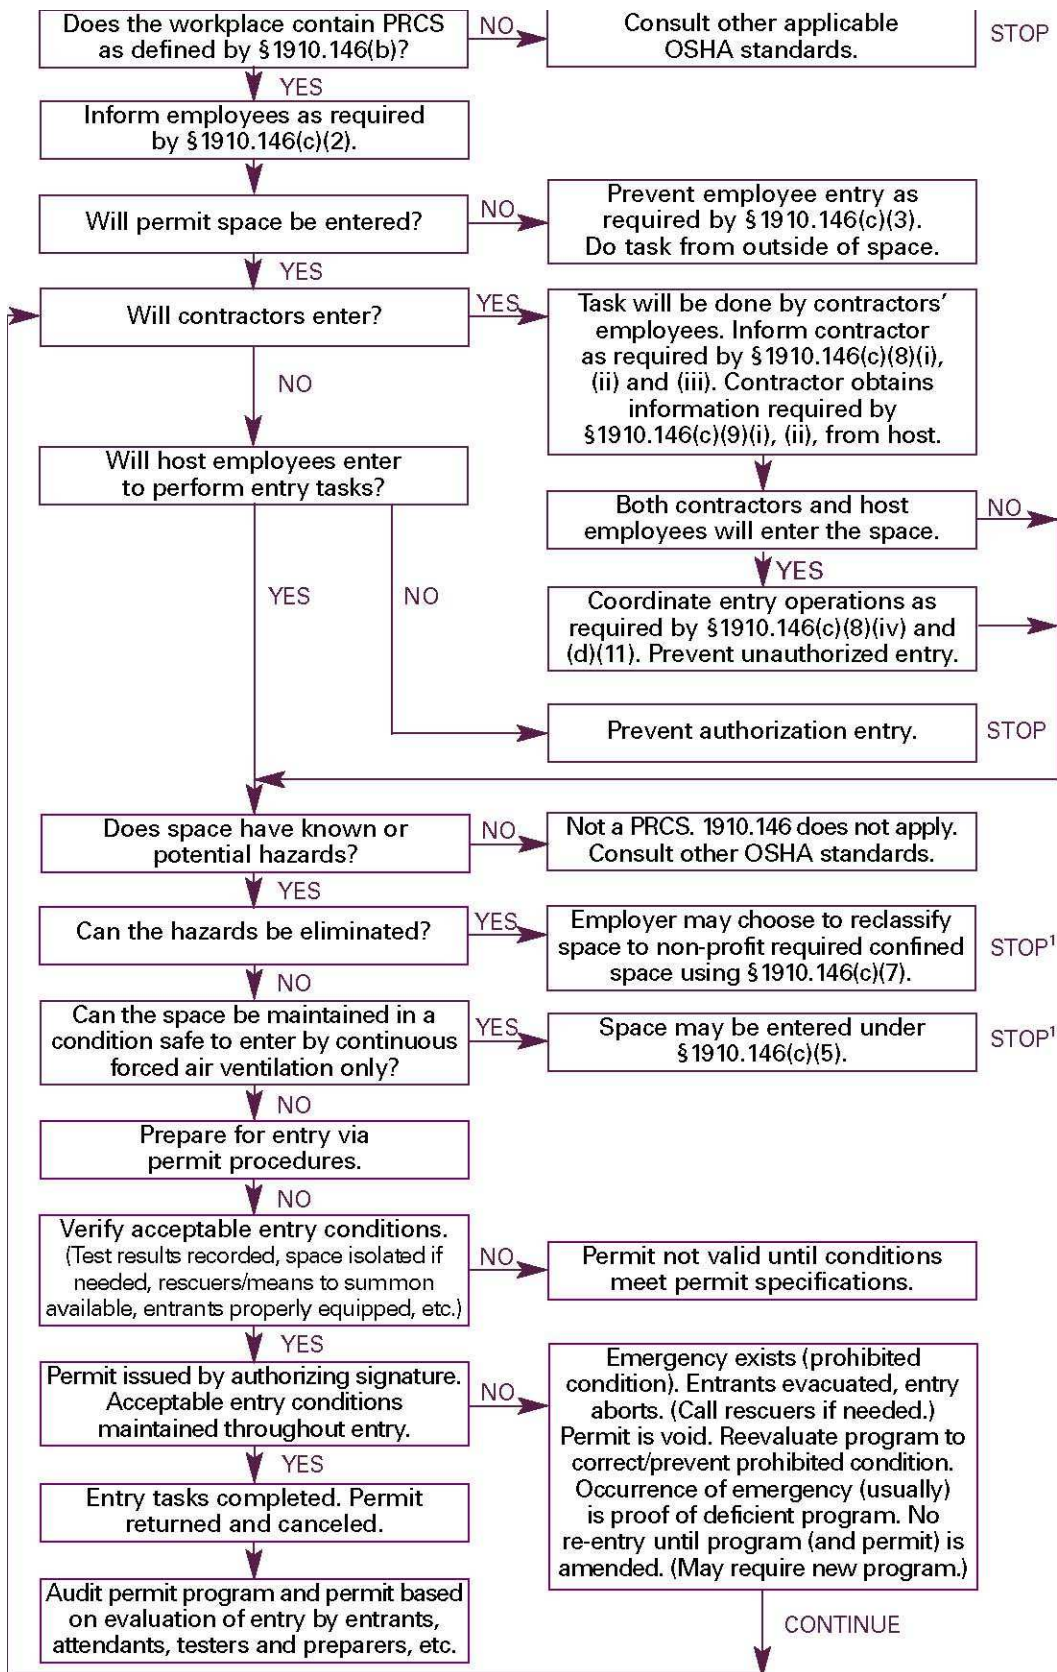 Does the workplace contain PRCS
as defined by §1910.146(b)?
NO
Consult other applicable
OSHA standards.
STOP
YES
Inform employees as required
by §1910.146(c)(2).
Will permit space be entered?
NO
Prevent employee entry as
required by §1910.146(c)(3).
Do task from outside of space.
YES
Will contractors enter?
YES
Task will be done by contractors’
employees. Inform contractor
as required by §1910.146(c)(8)(i),
(ii) and (iii). Contractor obtains
information required by
§1910.146(c)(9)(i), (ii), from host.
NO
Will host employees enter
to perform entry tasks?
Both contractors and host
employees will enter the space.
NO
YES
YES
NO
Coordinate entry operations as
required by §1910.146(c)(8)(iv) and
(d)(11). Prevent unauthorized entry.
Prevent authorization entry.
STOP
Does space have known or
potential hazards?
NO
Not a PRCS. 1910.146 does not apply.
Consult other OSHA standards.
YES
Can the hazards be eliminated?
YES
Employer may choose to reclassify
space to non-profit required confined
space using §1910.146(c)(7).
STOP¹
NO
Can the space be maintained in a
condition safe to enter by continuous
forced air ventilation only?
YES
Space may be entered under
§1910.146(c)(5).
STOP¹
NO
Prepare for entry via
permit procedures.
NO
Verify acceptable entry conditions.
(Test results recorded, space isolated if
needed, rescuers/means to summon
available, entrants properly equipped, etc.)
NO
Permit not valid until conditions
meet permit specifications.
YES
Permit issued by authorizing signature.
Acceptable entry conditions
maintained throughout entry.
NO
Emergency exists (prohibited
condition). Entrants evacuated, entry
aborts. (Call rescuers if needed.)
Permit is void. Reevaluate program to
correct/prevent prohibited condition.
Occurrence of emergency (usually)
is proof of deficient program. No
re-entry until program (and permit) is
amended. (May require new program.)
YES
Entry tasks completed. Permit
returned and canceled.
Audit permit program and permit based
on evaluation of entry by entrants,
attendants, testers and preparers, etc.
CONTINUE